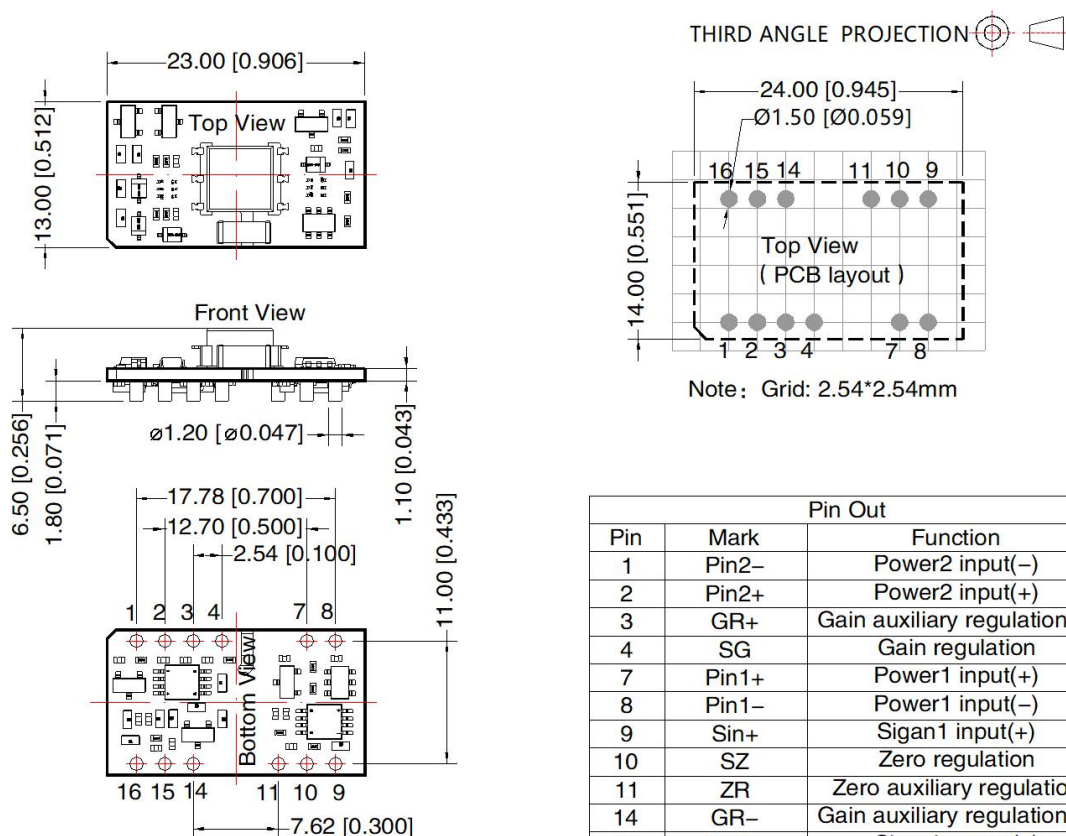 THIRD ANGLE PROJECTION
23.00 [0.906]
13.00 [0.512]
Top View
24.00 [0.945]
Ø1.50 [Ø0.059]
16 15 14 11 10 9
14.00 [0.551]
Top View
( PCB layout )
1 2 3 4 7 8
Note: Grid: 2.54*2.54mm
Front View
6.50 [0.256]
1.80 [0.071]
ø1.20 [ø0.047]
1.10 [0.043]
17.78 [0.700]
12.70 [0.500]
2.54 [0.100]
11.00 [0.433]
1 2 3 4 7 8
Bottom View
16 15 14 11 10 9
7.62 [0.300]
Pin Out
Pin Mark Function
1 Pin2- Power2 input(-)
2 Pin2+ Power2 input(+)
3 GR+ Gain auxiliary regulation
4 SG Gain regulation
7 Pin1+ Power1 input(+)
8 Pin1- Power1 input(-)
9 Sin+ Sigan1 input(+)
10 SZ Zero regulation
11 ZR Zero auxiliary regulatio
14 GR- Gain auxiliary regulation